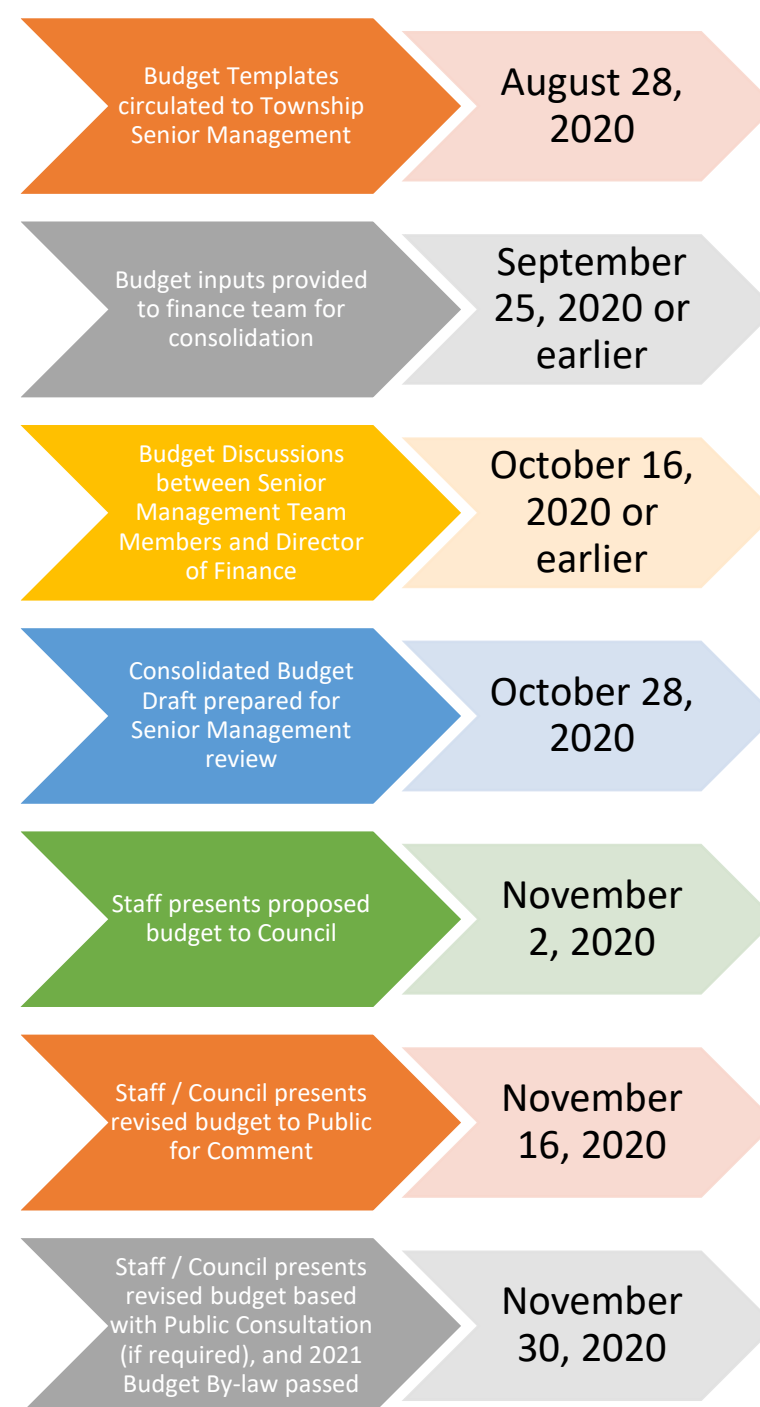 Budget Templates
circulated to Township
Senior Management
August 28,
2020
Budget inputs provided
to finance team for
consolidation
September
25, 2020 or
earlier
Budget Discussions
between Senior
Management Team
Members and Director
of Finance
October 16,
2020 or
earlier
Consolidated Budget
Draft prepared for
Senior Management
review
October 28,
2020
Staff presents proposed
budget to Council
November
2, 2020
Staff / Council presents
revised budget to Public
for Comment
November
16, 2020
Staff / Council presents
revised budget based
with Public Consultation
(if required), and 2021
Budget By-law passed
November
30, 2020